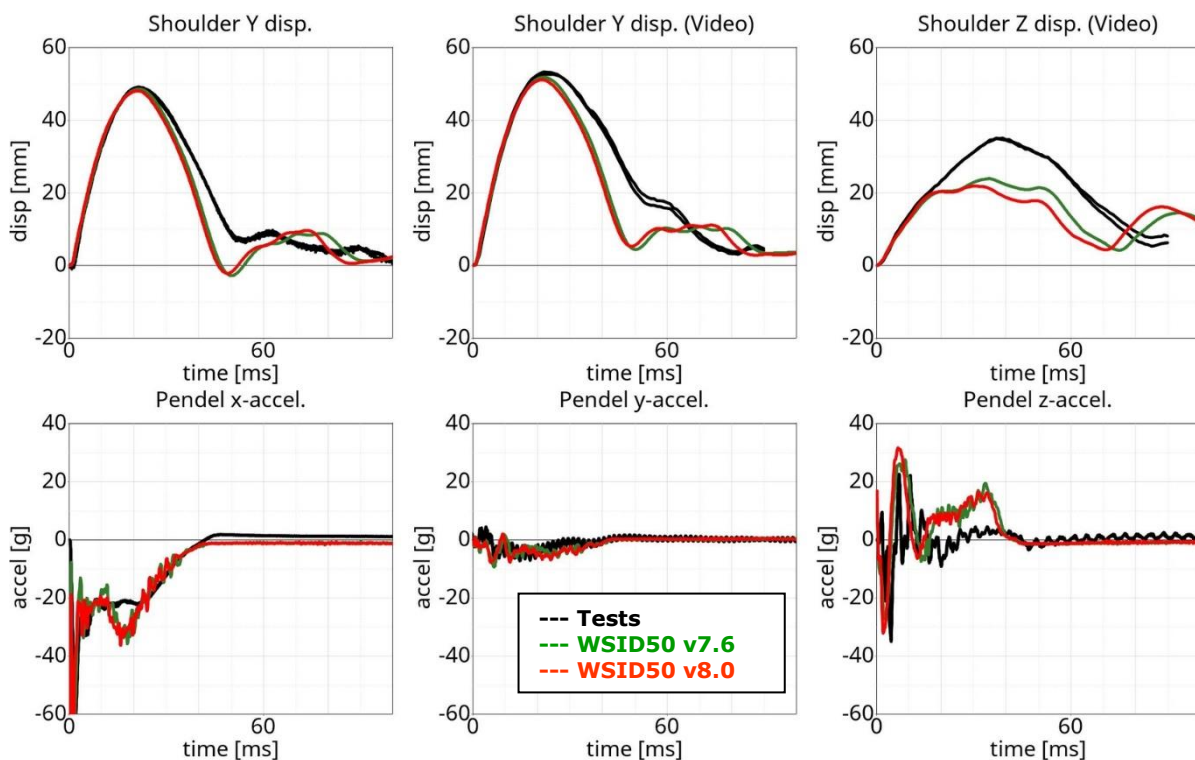 Shoulder Y disp.
60
40
20
0
-20
disp [mm]
0
60
time [ms]
Shoulder Y disp. (Video)
60
40
20
0
-20
disp [mm]
0
60
time [ms]
Shoulder Z disp. (Video)
60
40
20
0
-20
disp [mm]
0
60
time [ms]
Pendel x-accel.
40
20
0
-20
-40
-60
accel [g]
0
60
time [ms]
Pendel y-accel.
40
20
0
-20
-40
-60
accel [g]
0
60
time [ms]
--- Tests
--- WSID50 v7.6
--- WSID50 v8.0
Pendel z-accel.
40
20
0
-20
-40
-60
accel [g]
0
60
time [ms]